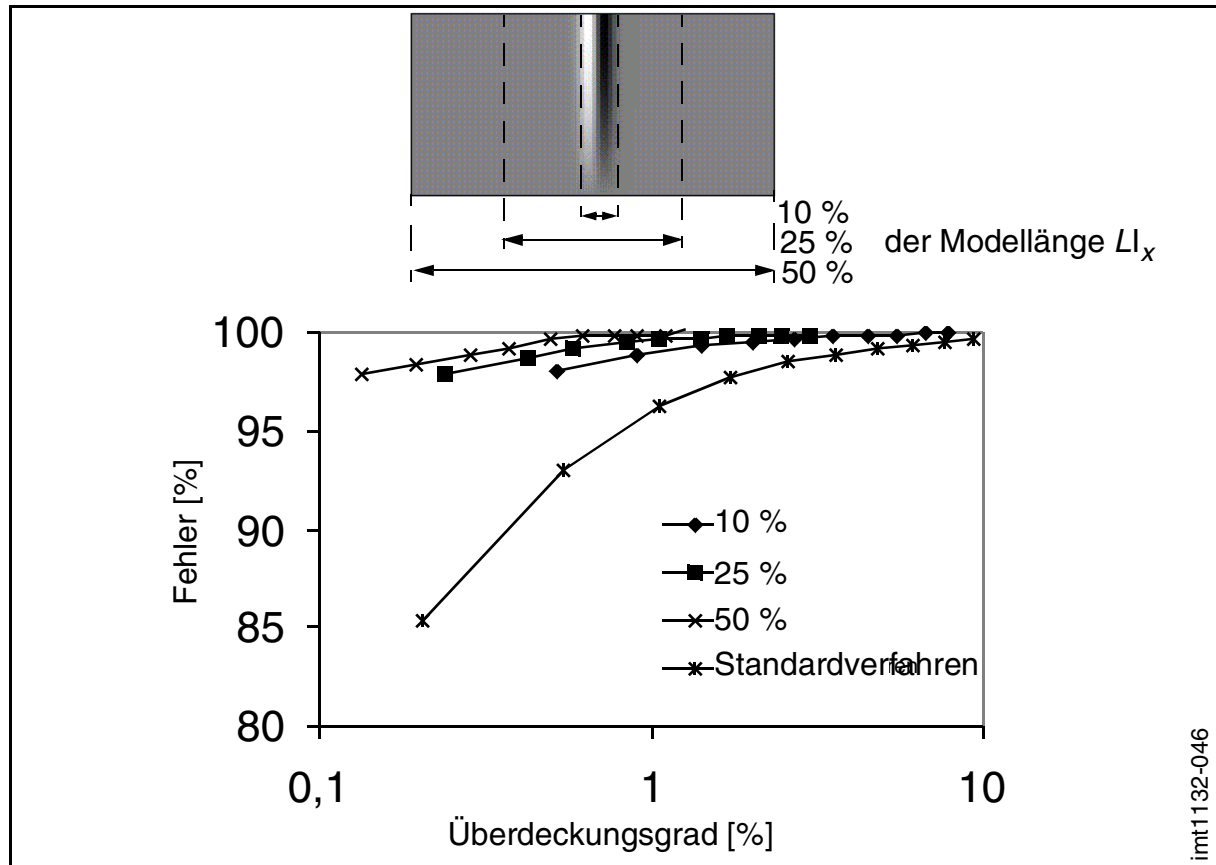 10 %
25 % der Modellänge LIₓ
50 %
100
95
90
85
80
Fehler [%]
10 %
25 %
50 %
Standardverfahren
0,1 1 10
Überdeckungsgrad [%]
imt1132-046